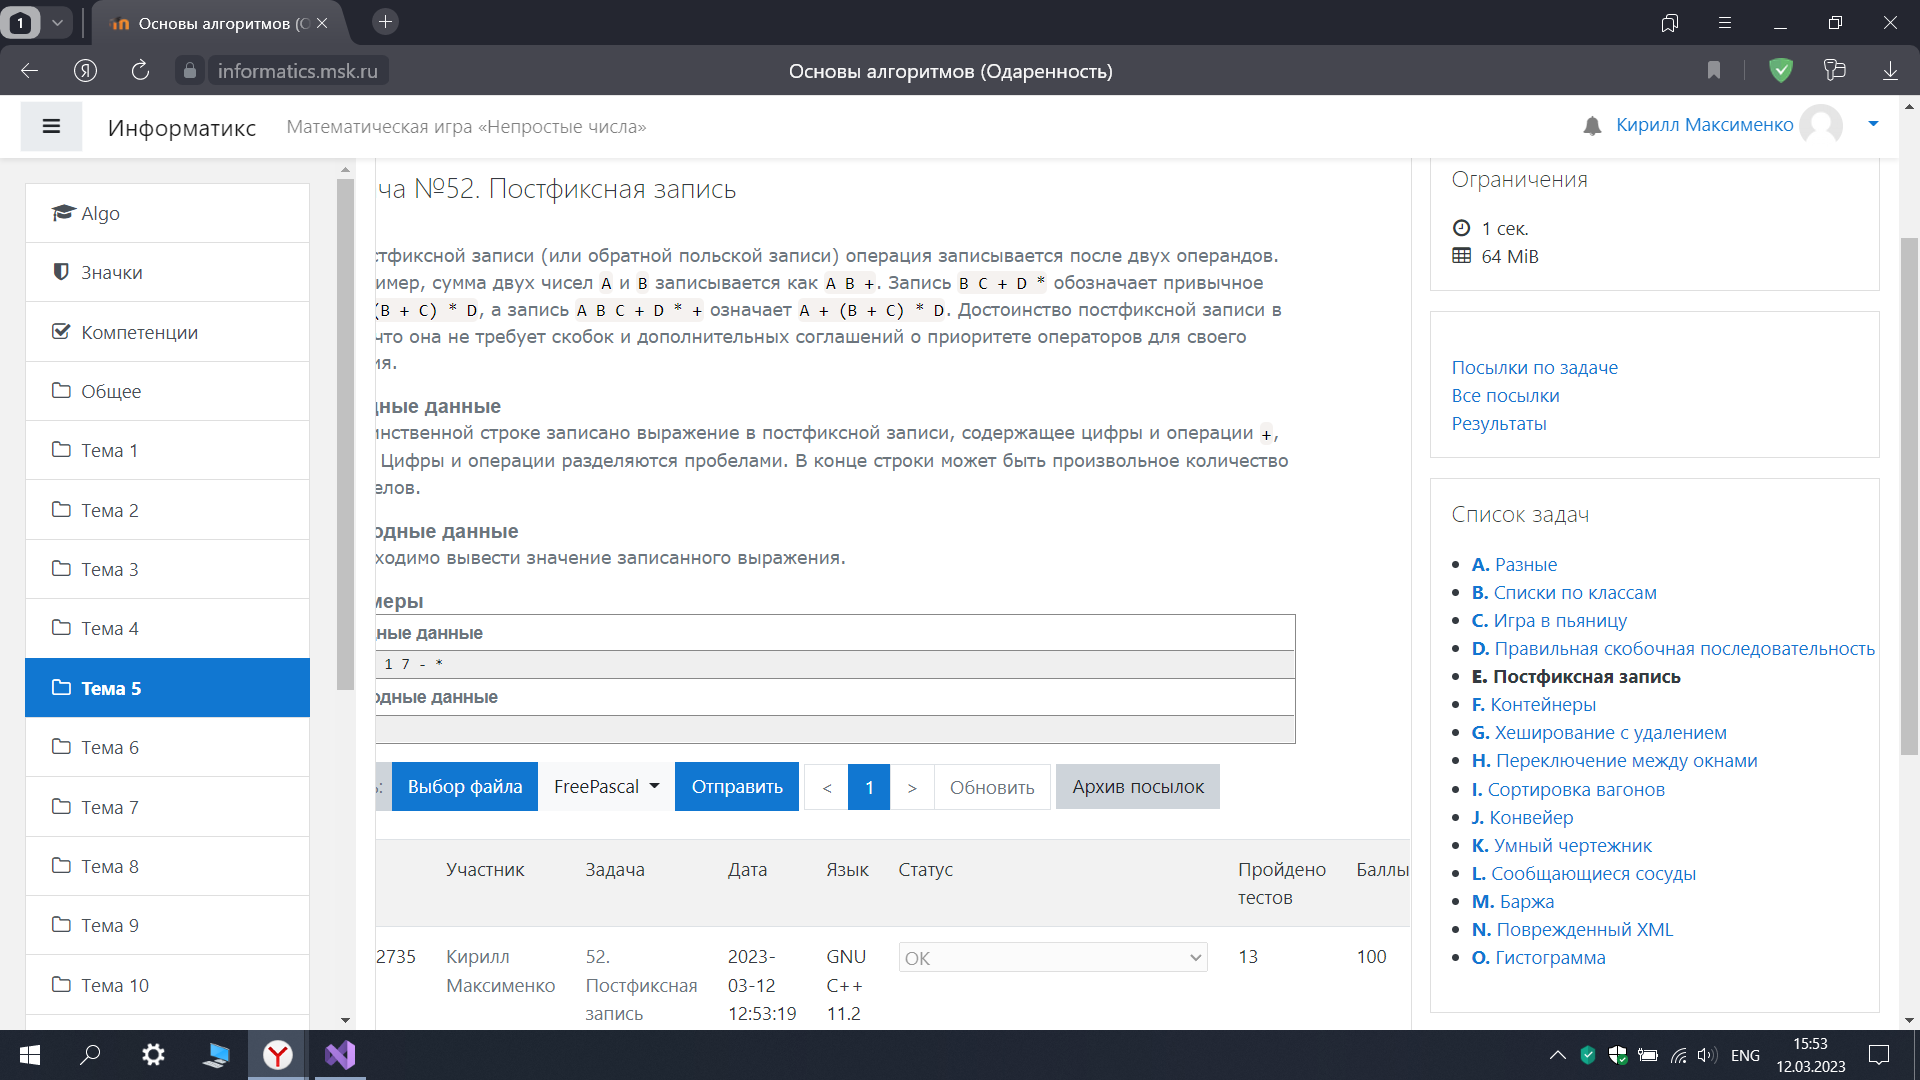 1
Основы алгоритмов (О
informatics.msk.ru
Основы алгоритмов (Одаренность)
Информатикс
Математическая игра «Непростые числа»
Кирилл Максименко
Algo
Значки
Компетенции
Общее
Тема 1
Тема 2
Тема 3
Тема 4
Тема 5
Тема 6
Тема 7
Тема 8
Тема 9
Тема 10
ча №52. Постфиксная запись
стфиксной записи (или обратной польской записи) операция записывается после двух операндов.
имер, сумма двух чисел A и B записывается как A B +. Запись B C + D * обозначает привычное
(B + C) * D, а запись A B C + D * + означает A + (B + C) * D. Достоинство постфиксной записи в
что она не требует скобок и дополнительных соглашений о приоритете операторов для своего
ия.
дные данные
инственной строке записано выражение в постфиксной записи, содержащее цифры и операции +,
Цифры и операции разделяются пробелами. В конце строки может быть произвольное количество
елов.
одные данные
ходимо вывести значение записанного выражения.
меры
дные данные
1 7 - *
одные данные
ь:
Выбор файла
FreePascal
Отправить
<
1
>
Обновить
Архив посылок
Участник
Задача
Дата
Язык
Статус
Пройдено
тестов
Баллы
2735
Кирилл
Максименко
52.
Постфиксная
запись
2023-
03-12
12:53:19
GNU
C++
11.2
OK
13
100
Ограничения
1 сек.
64 MiB
Посылки по задаче
Все посылки
Результаты
Список задач
A. Разные
B. Списки по классам
C. Игра в пьяницу
D. Правильная скобочная последовательность
E. Постфиксная запись
F. Контейнеры
G. Хеширование с удалением
H. Переключение между окнами
I. Сортировка вагонов
J. Конвейер
K. Умный чертежник
L. Сообщающиеся сосуды
M. Баржа
N. Поврежденный XML
O. Гистограмма
ENG
15:53
12.03.2023